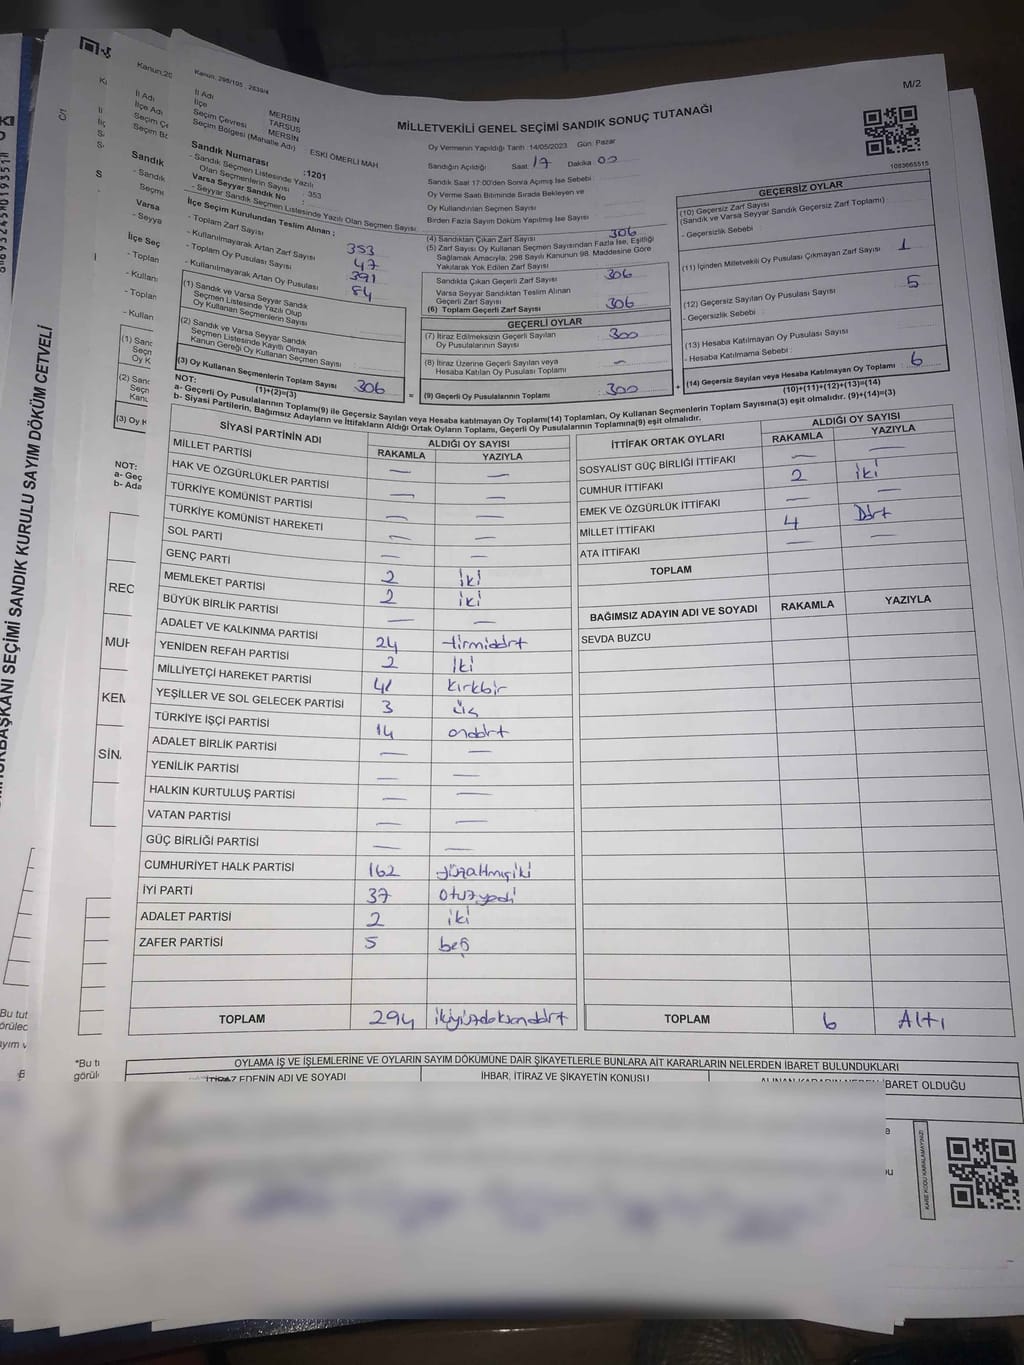 Kanun, 298/105 , 2839/4
M/2
MİLLETVEKİLİ GENEL SEÇİMİ SANDIK SONUÇ TUTANAĞI
İl Adı MERSİN
İlçe TARSUS
Seçim Çevresi MERSİN
Seçim Bölgesi (Mahalle Adı) : ESKİ ÖMERLİ MAH
Sandık Numarası :1201
- Sandık Seçmen Listesinde Yazılı
Olan Seçmenlerin Sayısı : 353
Varsa Seyyar Sandık No :
- Seyyar Seçmen Sandık Listesinde Yazılı Olan Seçmen Sayısı:
İlçe Seçim Kurulundan Teslim Alınan ;
- Toplam Zarf Sayısı 353
- Kullanılmayarak Artan Zarf Sayısı 47
- Toplam Oy Pusulası Sayısı 391
- Kullanılmayarak Artan Oy Pusulası 84
(1) Sandık ve Varsa Seyyar Sandık
Seçmen Listesinde Yazılı Olup
Oy Kullanan Seçmenlerin Sayısı :
(2) Sandık ve Varsa Seyyar Sandık
Seçmen Listesinde Kayıtlı Olmayan
Kanun Gereği Oy Kullanan Seçmen Sayısı :
(3) Oy Kullanan Seçmenlerin Toplam Sayısı 306
(1)+(2)=(3)
Oy Vermenin Yapıldığı Tarih :14/05/2023 Gün: Pazar
Sandığın Açıldığı Saat: 17 Dakika 00
Sandık Saat 17:00'den Sonra Açılmış İse Sebebi :
Oy Verme Saati Bitiminde Sırada Bekleyen ve
Oy Kullandırılan Seçmen Sayısı
Birden Fazla Sayım Döküm Yapılmış İse Sayısı
(4) Sandıktan Çıkan Zarf Sayısı 306
(5) Zarf Sayısı Oy Kullanan Seçmen Sayısından Fazla İse, Eşitliği
Sağlamak Amacıyla, 298 Sayılı Kanunun 98. Maddesine Göre
Yakılarak Yok Edilen Zarf Sayısı
Sandıkta Çıkan Geçerli Zarf Sayısı 306
Varsa Seyyar Sandıktan Teslim Alınan
Geçerli Zarf Sayısı
(6) Toplam Geçerli Zarf Sayısı 306
GEÇERLİ OYLAR
(7) İtiraz Edilmeksizin Geçerli Sayılan
Oy Pusulalarının Sayısı 300
(8) İtiraz Üzerine Geçerli Sayılan veya
Hesaba Katılan Oy Pusulası Toplamı —
(9) Geçerli Oy Pusulalarının Toplamı 300
1083665515
GEÇERSİZ OYLAR
(10) Geçersiz Zarf Sayısı
(Sandık ve Varsa Seyyar Sandık Geçersiz Zarf Toplamı)
- Geçersizlik Sebebi :
(11) İçinden Milletvekili Oy Pusulası Çıkmayan Zarf Sayısı 1
(12) Geçersiz Sayılan Oy Pusulası Sayısı 5
- Geçersizlik Sebebi :
(13) Hesaba Katılmayan Oy Pusulası Sayısı
- Hesaba Katılmama Sebebi :
(14) Geçersiz Sayılan veya Hesaba Katılmayan Oy Toplamı : 6
(10)+(11)+(12)+(13)=(14)
NOT:
a- Geçerli Oy Pusulalarının Toplamı(9) ile Geçersiz Sayılan veya Hesaba katılmayan Oy Toplamı(14) Toplamları, Oy Kullanan Seçmenlerin Toplam Sayısına(3) eşit olmalıdır. (9)+(14)=(3)
b- Siyasi Partilerin, Bağımsız Adayların ve İttifakların Aldığı Ortak Oyların Toplamı, Geçerli Oy Pusulalarının Toplamına(9) eşit olmalıdır.
SİYASİ PARTİNİN ADI ALDIĞI OY SAYISI
RAKAMLA YAZIYLA
MİLLET PARTİSİ — —
HAK VE ÖZGÜRLÜKLER PARTİSİ
TÜRKİYE KOMÜNİST PARTİSİ — —
TÜRKİYE KOMÜNİST HAREKETİ — —
SOL PARTİ — —
GENÇ PARTİ — —
MEMLEKET PARTİSİ 2 iki
BÜYÜK BİRLİK PARTİSİ 2 iki
ADALET VE KALKINMA PARTİSİ — —
YENİDEN REFAH PARTİSİ 24 tirmidört
MİLLİYETÇİ HAREKET PARTİSİ 2 iki
YEŞİLLER VE SOL GELECEK PARTİSİ 41 kırkbir
TÜRKİYE İŞÇİ PARTİSİ 3 üç
14 ondört
ADALET BİRLİK PARTİSİ — —
YENİLİK PARTİSİ — —
HALKIN KURTULUŞ PARTİSİ — —
VATAN PARTİSİ — —
GÜÇ BİRLİĞİ PARTİSİ — —
CUMHURİYET HALK PARTİSİ 162 yüzaltmışiki
İYİ PARTİ 37 otuzyedi
ADALET PARTİSİ 2 iki
ZAFER PARTİSİ 5 beş
TOPLAM 294 ikiyüzdoksandört
İTTİFAK ORTAK OYLARI ALDIĞI OY SAYISI
RAKAMLA YAZIYLA
SOSYALİST GÜÇ BİRLİĞİ İTTİFAKI — —
CUMHUR İTTİFAKI 2 iki
EMEK VE ÖZGÜRLÜK İTTİFAKI — —
MİLLET İTTİFAKI 4 Dört
ATA İTTİFAKI — —
TOPLAM
BAĞIMSIZ ADAYIN ADI VE SOYADI RAKAMLA YAZIYLA
SEVDA BUZCU
TOPLAM 6 Altı
OYLAMA İŞ VE İŞLEMLERİNE VE OYLARIN SAYIM DÖKÜMÜNE DAİR ŞİKAYETLERLE BUNLARA AİT KARARLARIN NELERDEN İBARET BULUNDUKLARI
İTİRAZ EDENİN ADI VE SOYADI İHBAR, İTİRAZ VE ŞİKAYETİN KONUSU
İBARET OLDUĞU
KARE KODU KARALAMAYINIZ!
SEÇİMİ SANDIK KURULU SAYIM DÖKÜM CETVELİ
C/1